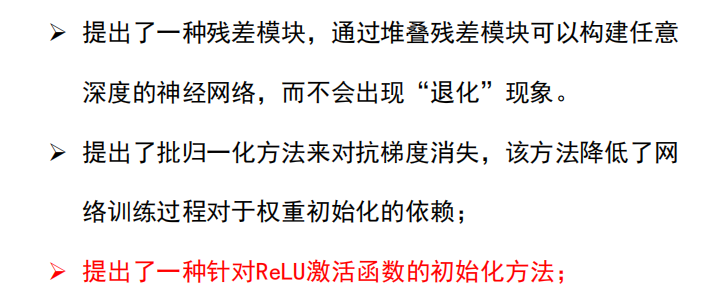 ➢ 提出了一种残差模块，通过堆叠残差模块可以构建任意
深度的神经网络，而不会出现“退化”现象。
➢ 提出了批归一化方法来对抗梯度消失，该方法降低了网
络训练过程对于权重初始化的依赖；
➢ 提出了一种针对ReLU激活函数的初始化方法；